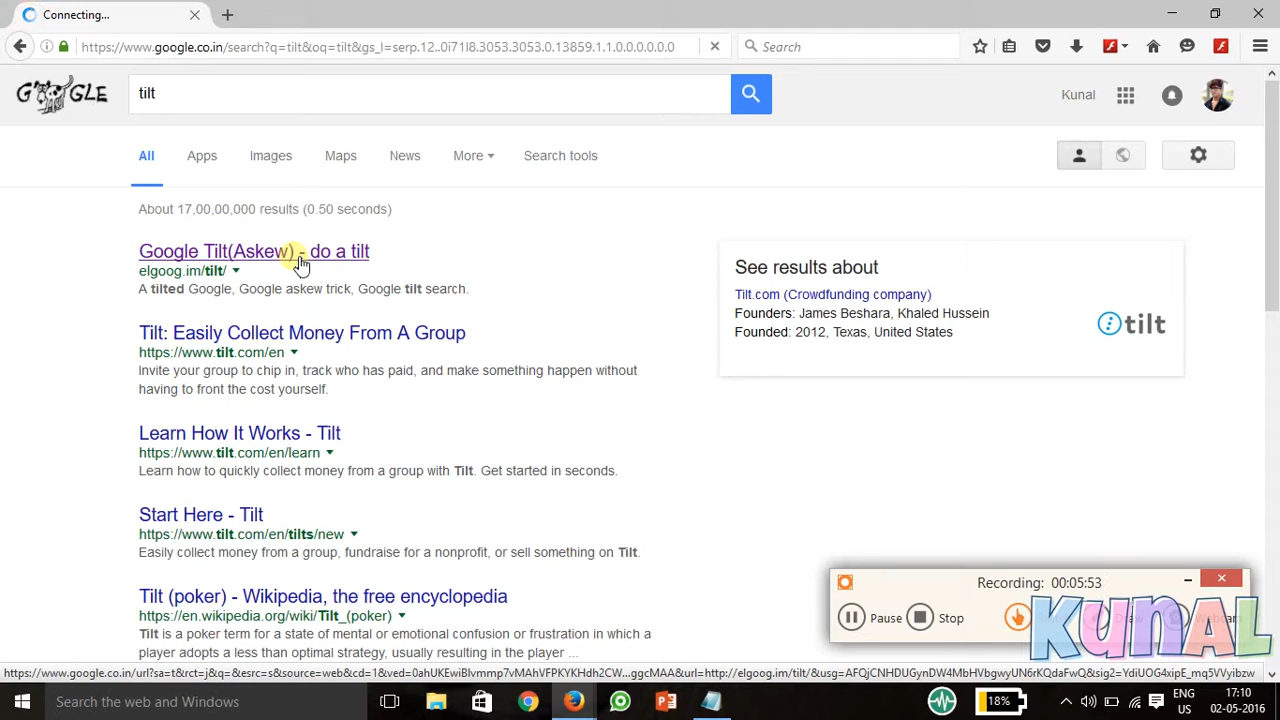 Connecting...
https://www.google.co.in/search?q=tilt&oq=tilt&gs_l=serp.12..0i71l8.3053.3053.0.13859.1.1.0.0.0.0.0.0
Search
GOOGLE
tilt
Kunal
All
Apps
Images
Maps
News
More
Search tools
About 17,00,00,000 results (0.50 seconds)
Google Tilt(Askew) - do a tilt
elgoog.im/tilt/
A tilted Google, Google askew trick, Google tilt search.
Tilt: Easily Collect Money From A Group
https://www.tilt.com/en
Invite your group to chip in, track who has paid, and make something happen without
having to front the cost yourself.
Learn How It Works - Tilt
https://www.tilt.com/en/learn
Learn how to quickly collect money from a group with Tilt. Get started in seconds.
Start Here - Tilt
https://www.tilt.com/en/tilts/new
Easily collect money from a group, fundraise for a nonprofit, or sell something on Tilt.
Tilt (poker) - Wikipedia, the free encyclopedia
https://en.wikipedia.org/wiki/Tilt_(poker)
Tilt is a poker term for a state of mental or emotional confusion or frustration in which a
player adopts a less than optimal strategy, usually resulting in the player ...
See results about
Tilt.com (Crowdfunding company)
Founders: James Beshara, Khaled Hussein
Founded: 2012, Texas, United States
tilt
Recording: 00:05:53
Pause
Stop
KUNAL
Search the web and Windows
18%
ENG
US
17:10
02-05-2016